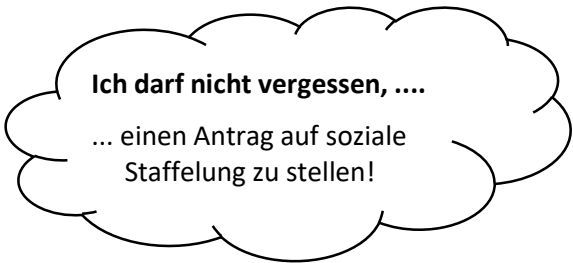 Ich darf nicht vergessen, ....
... einen Antrag auf soziale
Staffelung zu stellen!